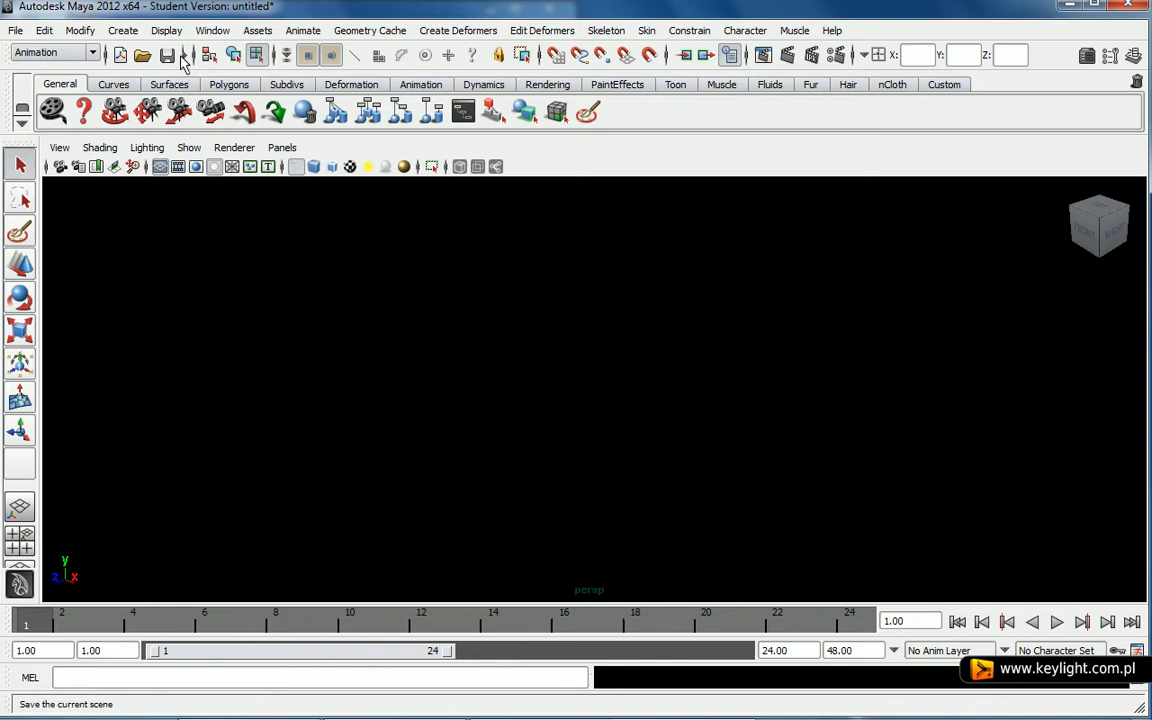 Autodesk Maya 2012 x64 - Student Version: untitled*
File Edit Modify Create Display Window Assets Animate Geometry Cache Create Deformers Edit Deformers Skeleton Skin Constrain Character Muscle Help
Animation X: Y: Z:
General Curves Surfaces Polygons Subdivs Deformation Animation Dynamics Rendering PaintEffects Toon Muscle Fluids Fur Hair nCloth Custom
View Shading Lighting Show Renderer Panels
FRONT RIGHT
y
z x
persp
1 2 4 6 8 10 12 14 16 18 20 22 24 1.00
1.00 1.00 1 24 24.00 48.00 No Anim Layer No Character Set
MEL
www.keylight.com.pl
Save the current scene